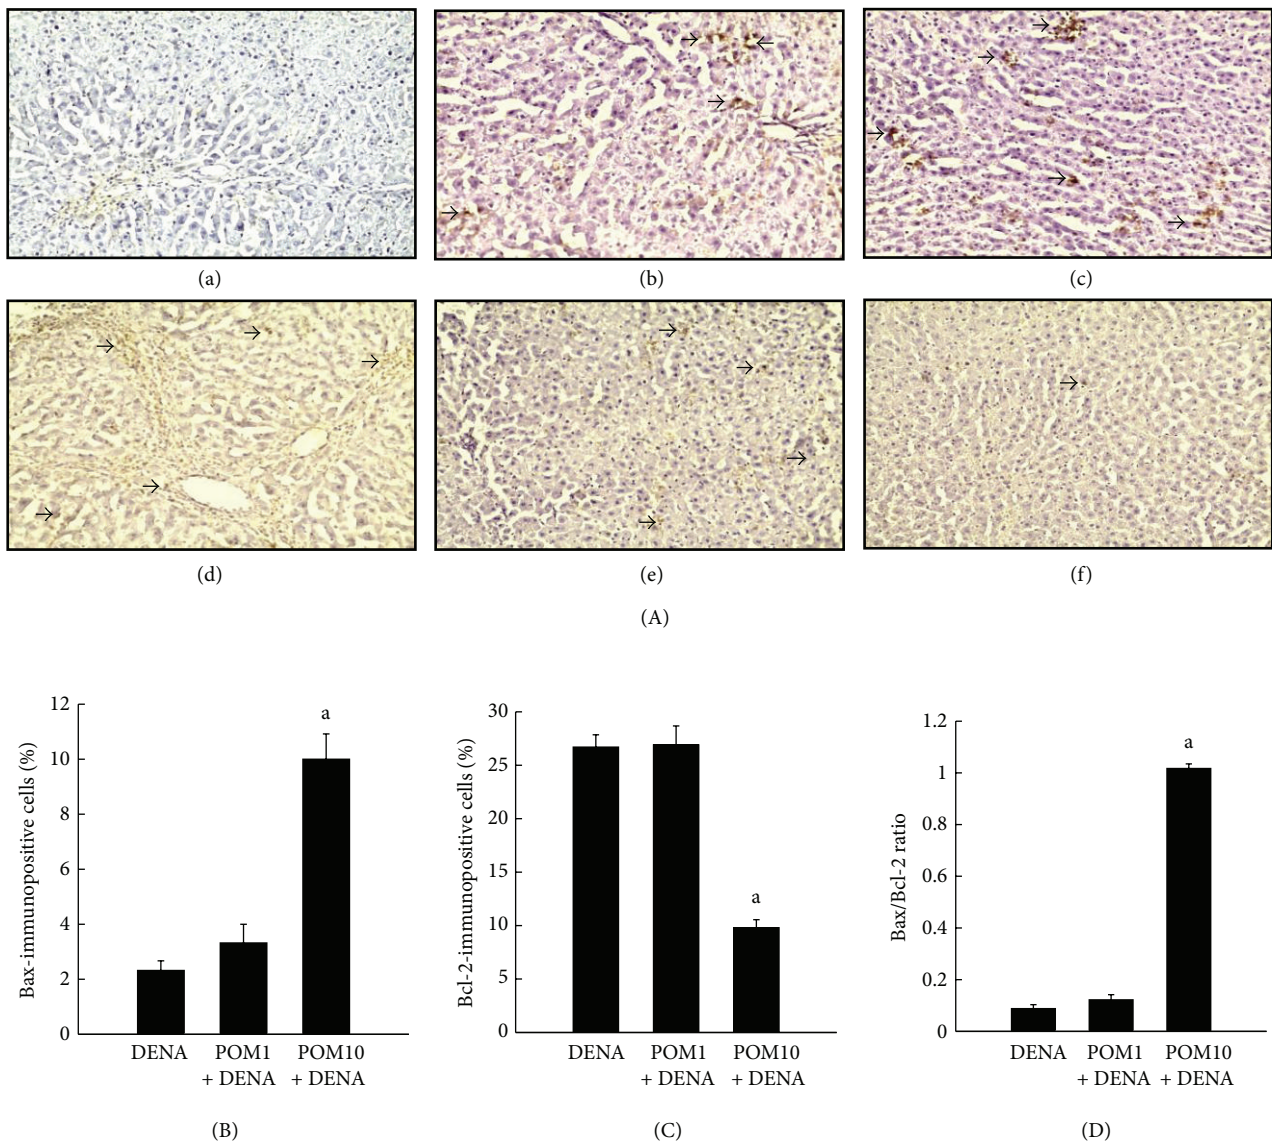 (a)
(b)
(c)
(d)
(e)
(f)
(A)
Bax-immunopositive cells (%)
12
10
8
6
4
2
0
a
DENA
POM1
+ DENA
POM10
+ DENA
(B)
Bcl-2-immunopositive cells (%)
30
25
20
15
10
5
0
a
DENA
POM1
+ DENA
POM10
+ DENA
(C)
Bax/Bcl-2 ratio
1.2
1
0.8
0.6
0.4
0.2
0
a
DENA
POM1
+ DENA
POM10
+ DENA
(D)